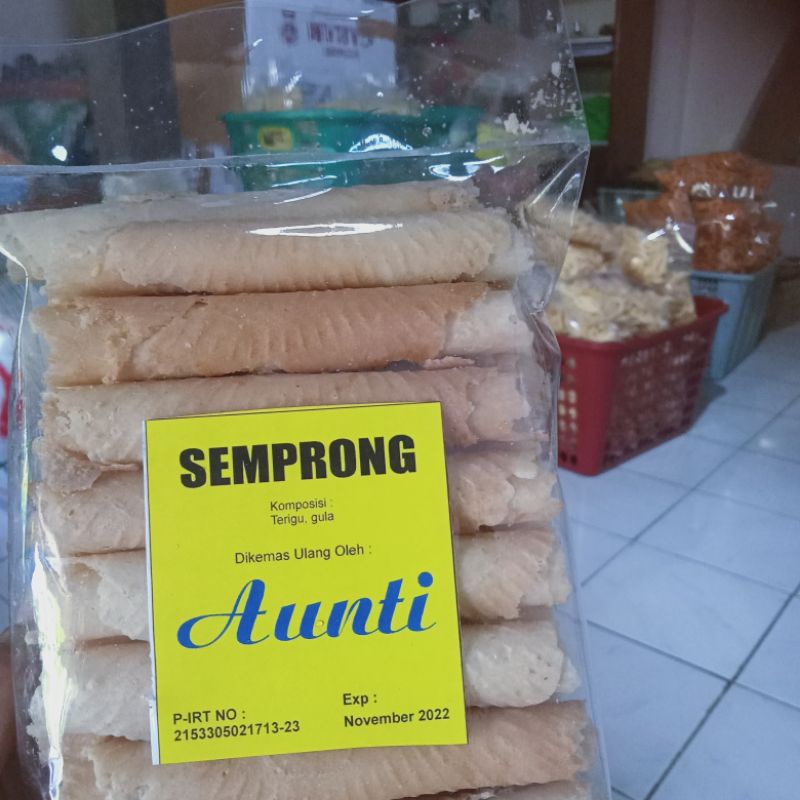 SEMPRONG
Komposisi :
Terigu, gula
Dikemas Ulang Oleh :
Aunti
P-IRT NO :
2153305021713-23
Exp :
November 2022